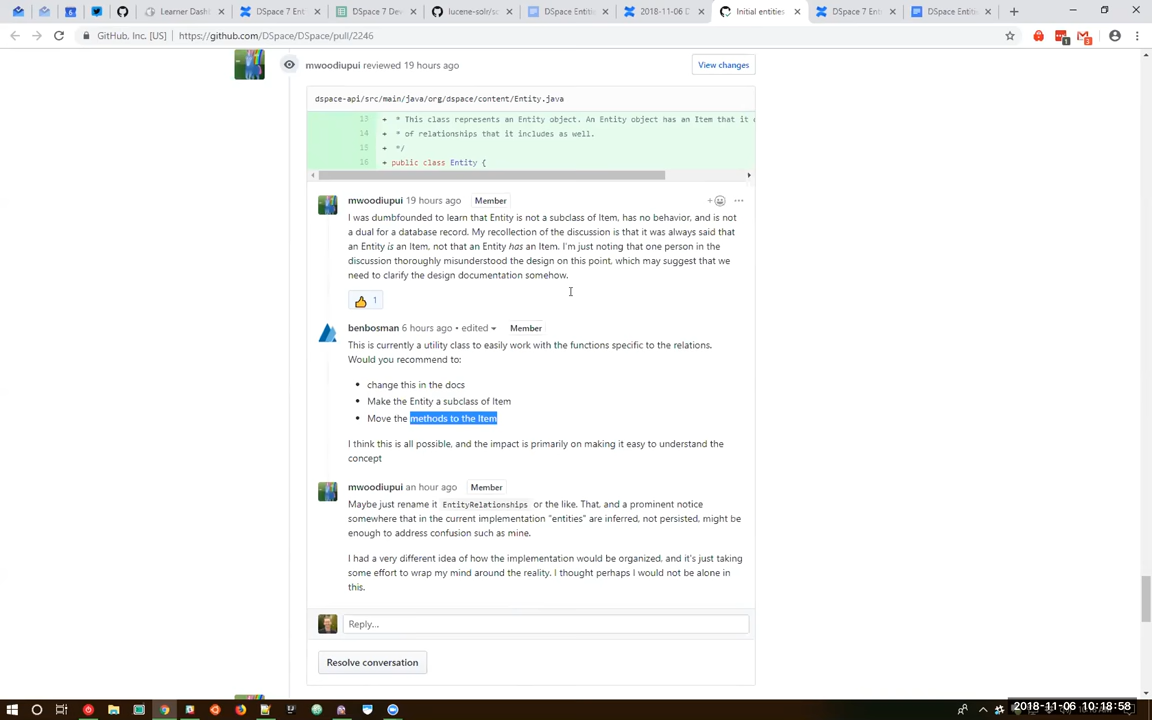 Learner Dash
DSpace 7 Enti
DSpace 7 Dev
lucene-solr/so
DSpace Entitie
2018-11-06 D
Initial entities
DSpace 7 Enti
DSpace Entiti
GitHub, Inc. [US] | https://github.com/DSpace/DSpace/pull/2246
mwoodiupui reviewed 19 hours ago
View changes
dspace-api/src/main/java/org/dspace/content/Entity.java
13 + * This class represents an Entity object. An Entity object has an Item that it
14 + * of relationships that it includes as well.
15 + */
16 + public class Entity {
mwoodiupui 19 hours ago Member
I was dumbfounded to learn that Entity is not a subclass of Item, has no behavior, and is not
a dual for a database record. My recollection of the discussion is that it was always said that
an Entity is an Item, not that an Entity has an Item. I'm just noting that one person in the
discussion thoroughly misunderstood the design on this point, which may suggest that we
need to clarify the design documentation somehow.
1
benbosman 6 hours ago • edited Member
This is currently a utility class to easily work with the functions specific to the relations.
Would you recommend to:
• change this in the docs
• Make the Entity a subclass of Item
• Move the methods to the Item
I think this is all possible, and the impact is primarily on making it easy to understand the
concept
mwoodiupui an hour ago Member
Maybe just rename it EntityRelationships or the like. That, and a prominent notice
somewhere that in the current implementation "entities" are inferred, not persisted, might be
enough to address confusion such as mine.
I had a very different idea of how the implementation would be organized, and it's just taking
some effort to wrap my mind around the reality. I thought perhaps I would not be alone in
this.
Reply...
Resolve conversation
2018-11-06 10:18:58